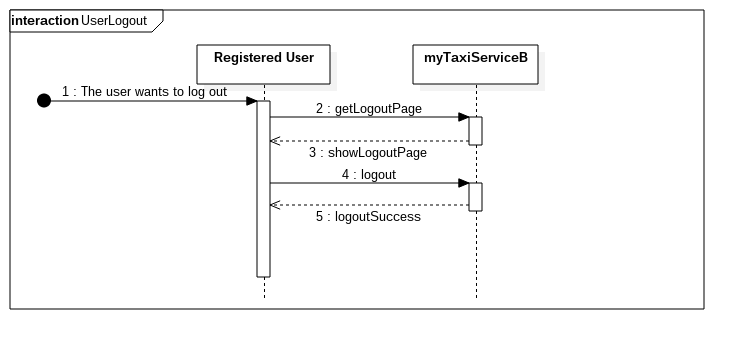 interaction UserLogout
Registered User
myTaxiServiceB
1 : The user wants to log out
2 : getLogoutPage
3 : showLogoutPage
4 : logout
5 : logoutSuccess